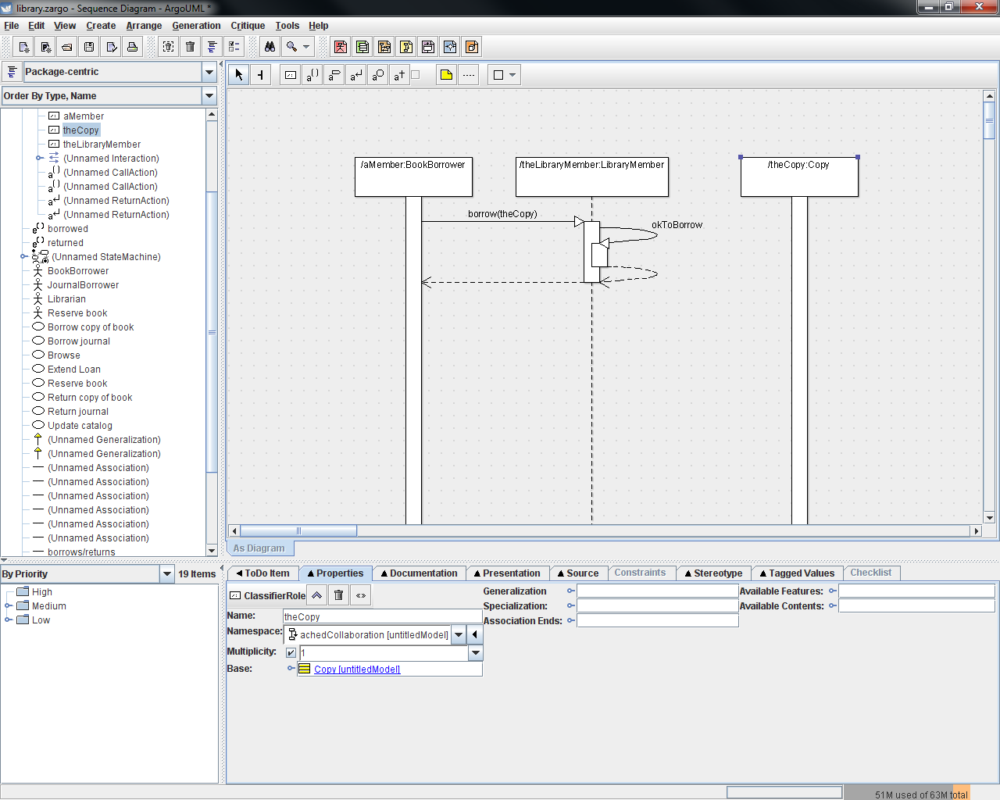 library.zargo - Sequence Diagram - ArgoUML *
File Edit View Create Arrange Generation Critique Tools Help
Package-centric
Order By Type, Name
aMember
theCopy
theLibraryMember
(Unnamed Interaction)
(Unnamed CallAction)
(Unnamed CallAction)
(Unnamed ReturnAction)
(Unnamed ReturnAction)
borrowed
returned
(Unnamed StateMachine)
BookBorrower
JournalBorrower
Librarian
Reserve book
Borrow copy of book
Borrow journal
Browse
Extend Loan
Reserve book
Return copy of book
Return journal
Update catalog
(Unnamed Generalization)
(Unnamed Generalization)
(Unnamed Association)
(Unnamed Association)
(Unnamed Association)
(Unnamed Association)
(Unnamed Association)
(Unnamed Association)
borrows/returns
/aMember:BookBorrower
/theLibraryMember:LibraryMember
/theCopy:Copy
borrow(theCopy)
okToBorrow
As Diagram
By Priority
19 Items
High
Medium
Low
ToDo Item Properties Documentation Presentation Source Constraints Stereotype Tagged Values Checklist
ClassifierRole
Name: theCopy
Namespace: achedCollaboration [untitledModel]
Multiplicity: 1
Base: Copy [untitledModel]
Generalization
Specialization:
Association Ends:
Available Features:
Available Contents:
51M used of 63M total